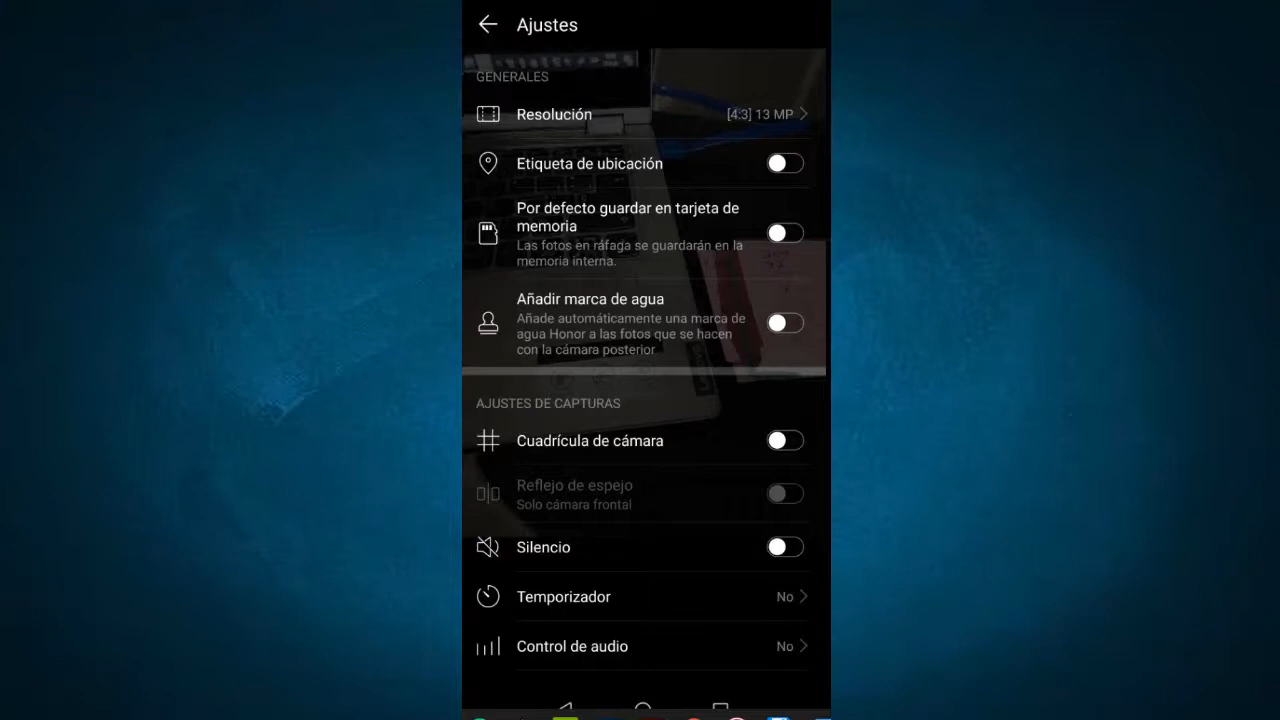 Ajustes
GENERALES
Resolución [4:3] 13 MP
Etiqueta de ubicación
Por defecto guardar en tarjeta de
memoria
Las fotos en ráfaga se guardarán en la
memoria interna.
Añadir marca de agua
Añade automáticamente una marca de
agua Honor a las fotos que se hacen
con la cámara posterior
AJUSTES DE CAPTURAS
Cuadrícula de cámara
Reflejo de espejo
Solo cámara frontal
Silencio
Temporizador No
Control de audio No